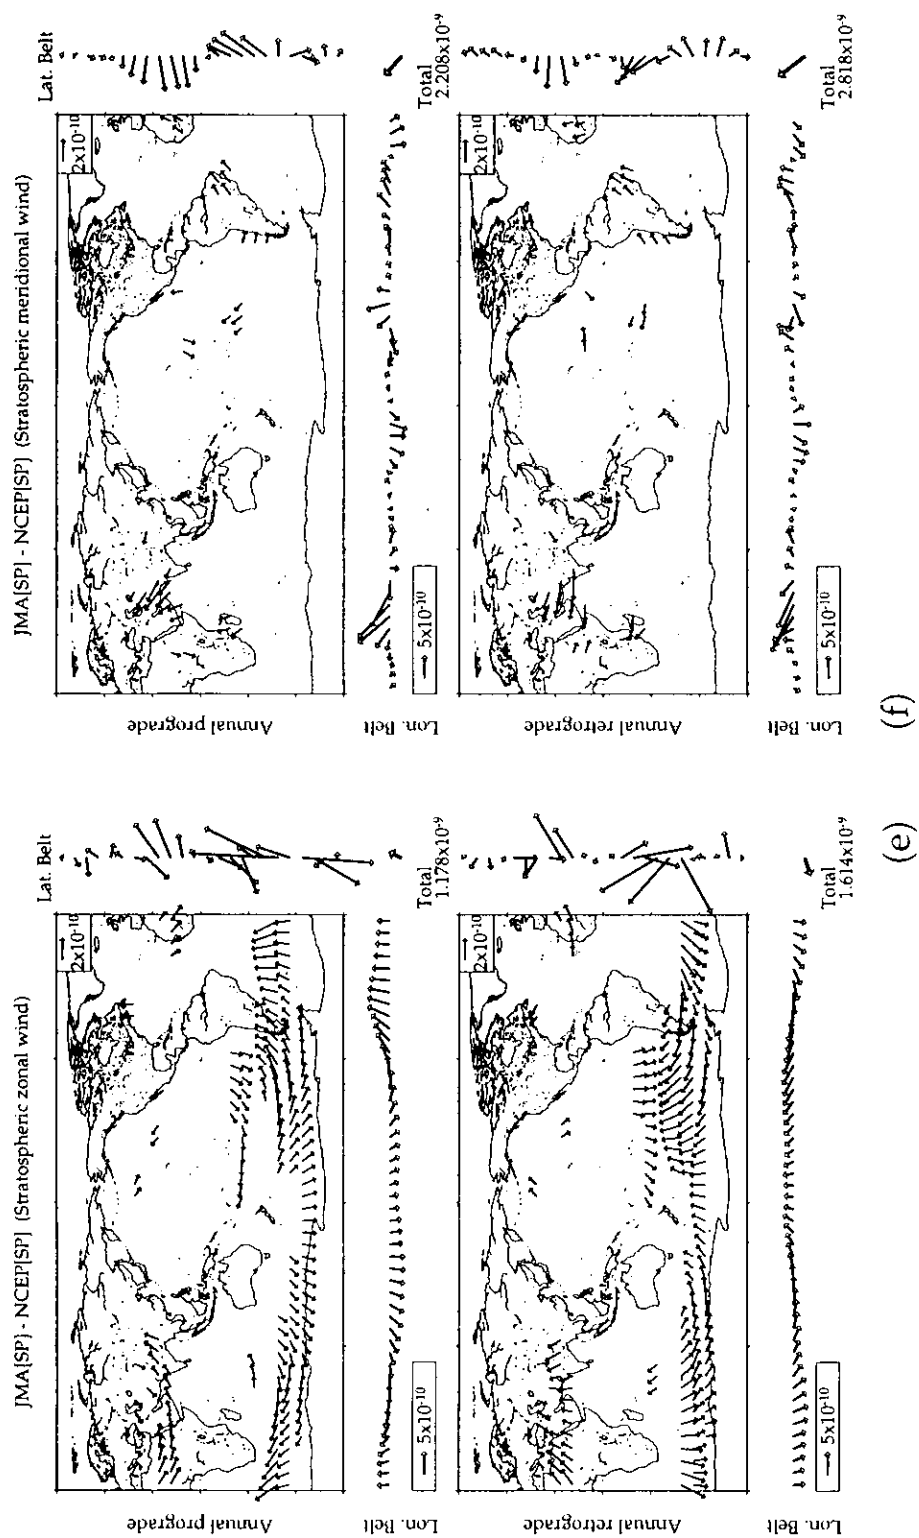 JMA[SP] - NCEP[SP] (Stratospheric zonal wind)
Lat. Belt
2x10-10
Annual prograde
Lon. Belt
Total
1.178x10-9
2x10-10
Annual retrograde
Lon. Belt
5x10-10
Total
1.614x10-9
(e)
JMA[SP] - NCEP[SP] (Stratospheric meridional wind)
Lat. Belt
2x10-10
Annual prograde
Lon. Belt
5x10-10
Total
2.208x10-9
2x10-10
Annual retrograde
Lon. Belt
5x10-10
Total
2.818x10-9
(f)